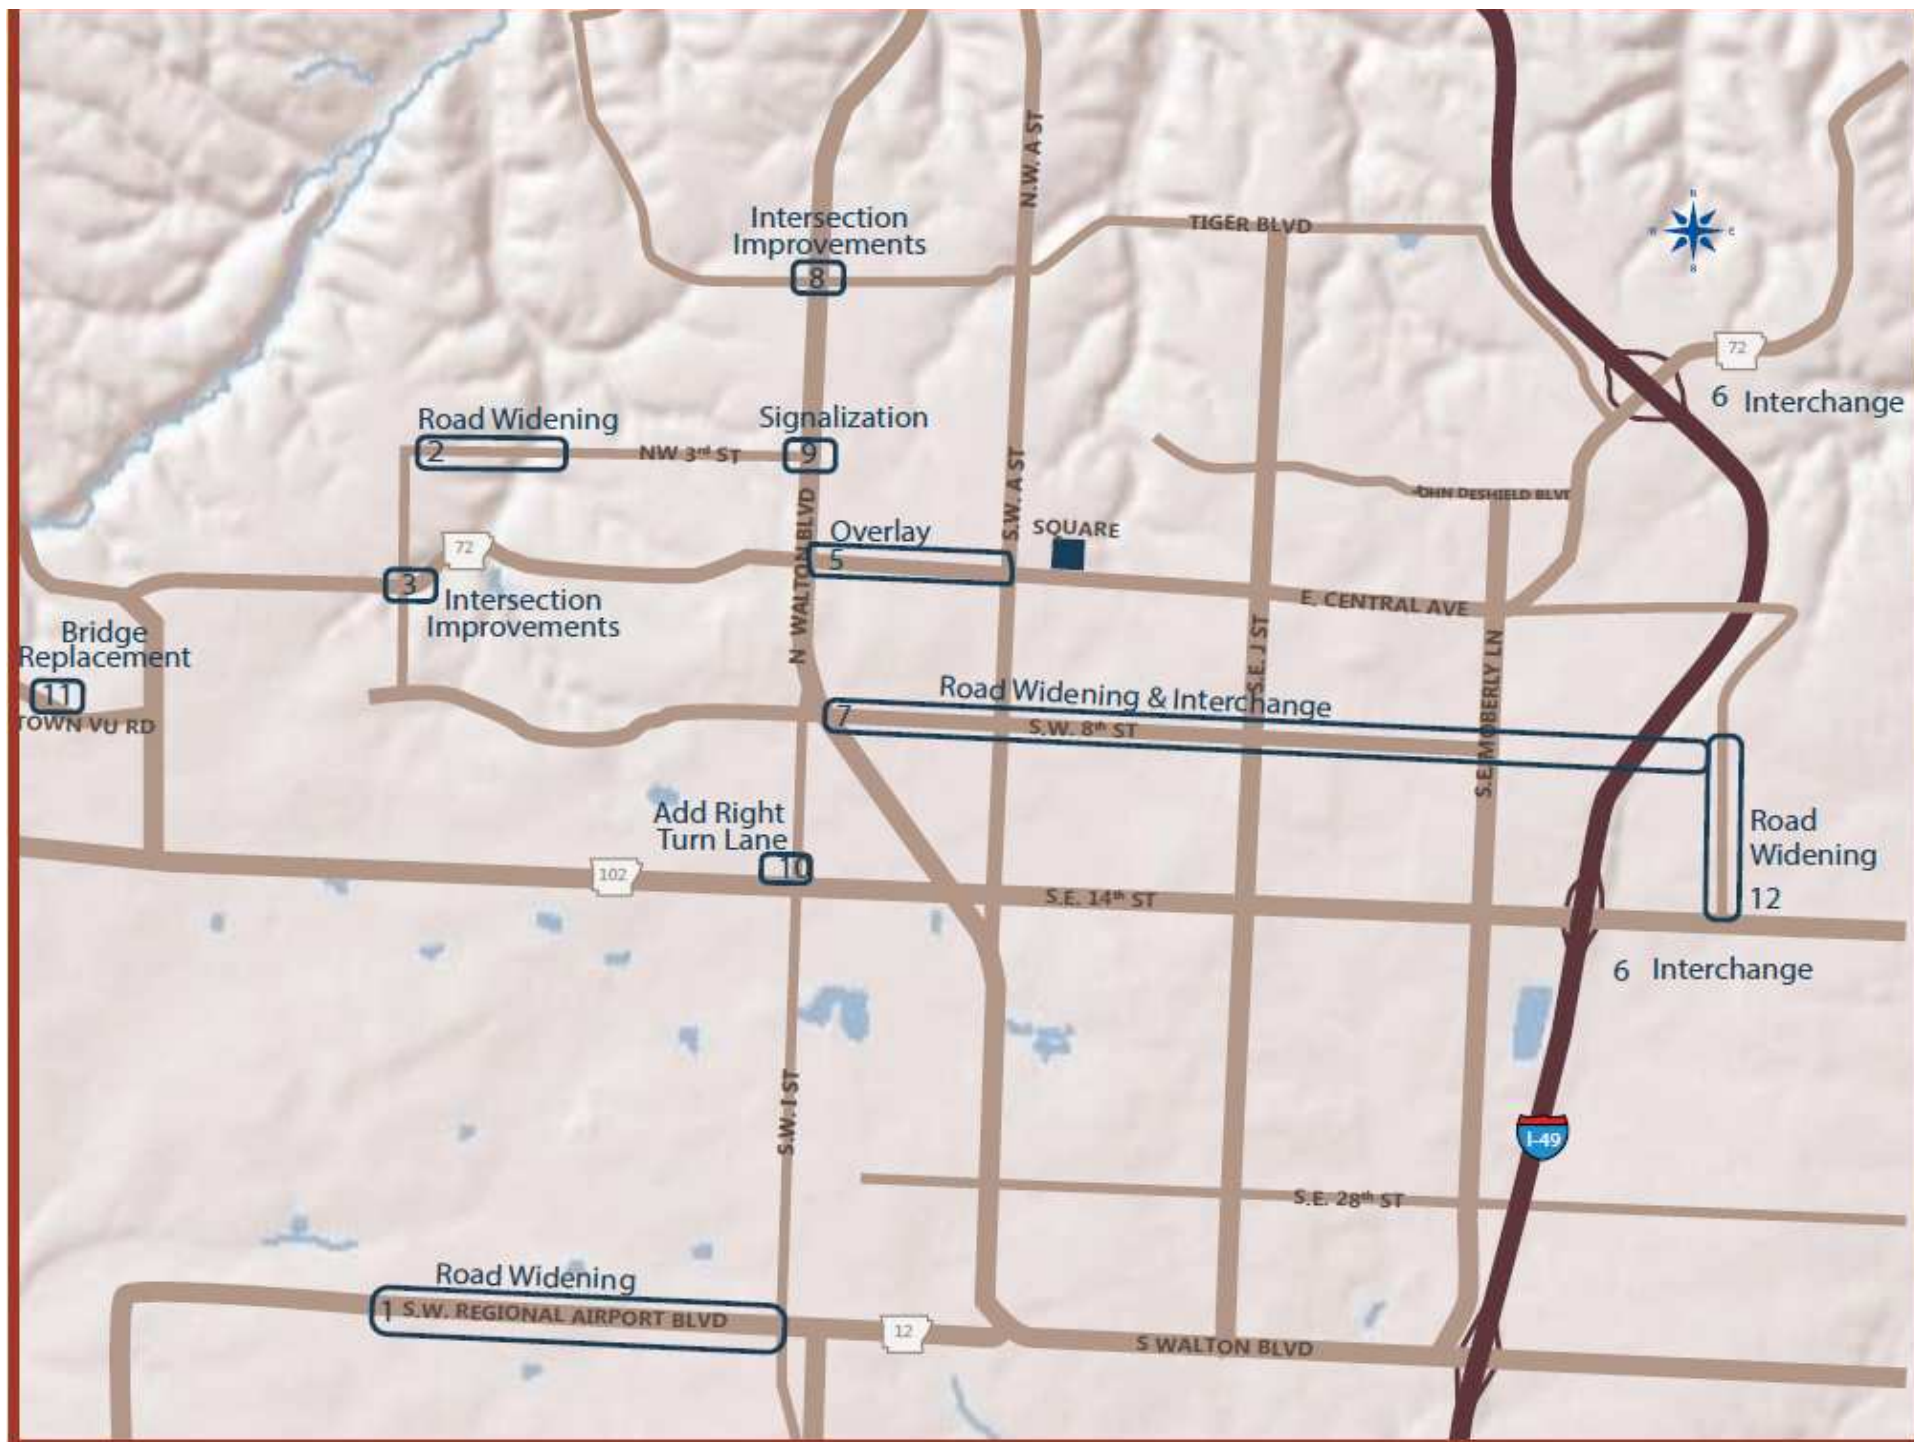 N.W. A ST
Intersection
Improvements
8
TIGER BLVD
N
W
E
S
72
6 Interchange
Road Widening
2
NW 3rd ST
Signalization
9
N WALTON BLVD
S.W. A ST
SQUARE
OHN DESHIELD BLV
Overlay
5
72
3
Intersection
Improvements
E. CENTRAL AVE
S.E. J ST
S.E. MOBERLY LN
Bridge
Replacement
11
TOWN VU RD
Road Widening & Interchange
7
S.W. 8th ST
Add Right
Turn Lane
10
102
S.E. 14th ST
Road
Widening
12
6 Interchange
S.W. I ST
I-49
S.E. 28th ST
Road Widening
1 S.W. REGIONAL AIRPORT BLVD
12
S WALTON BLVD